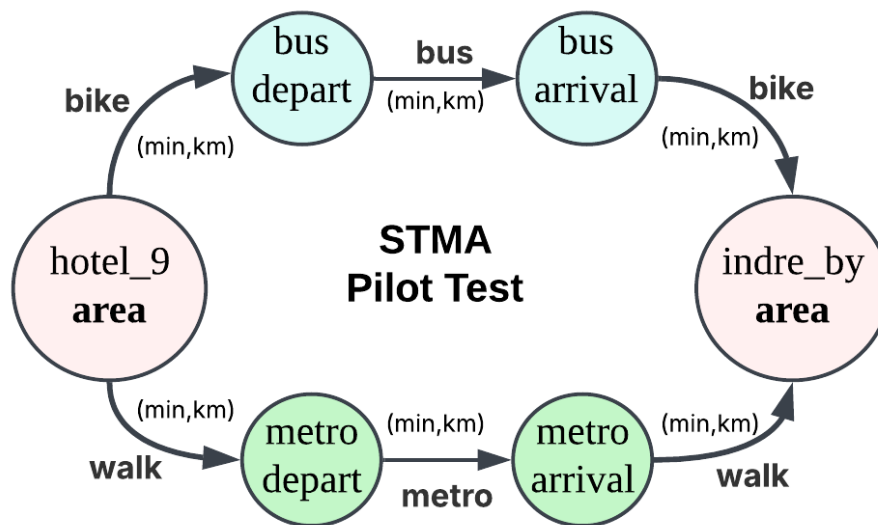 bus
depart
bus
bus
arrival
bike
(min,km)
bike
(min,km)
(min,km)
hotel_9
area
STMA
Pilot Test
indre_by
area
(min,km)
(min,km)
(min,km)
walk
metro
depart
metro
metro
arrival
walk